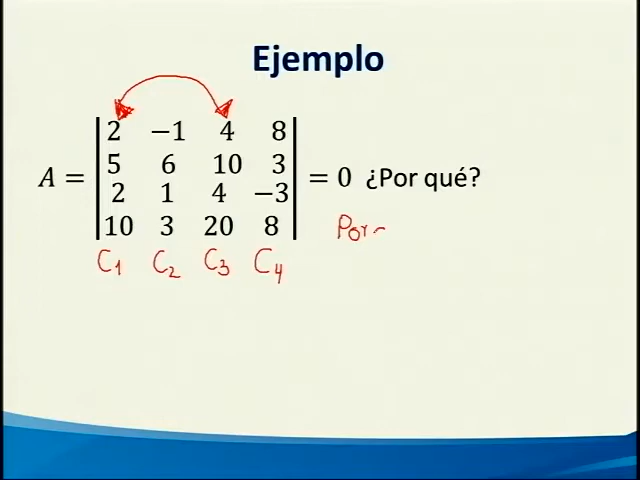 Ejemplo
2 −1 4 8
5 6 10 3
A = = 0 ¿Por qué?
2 1 4 −3
10 3 20 8
Por
C1 C2 C3 C4